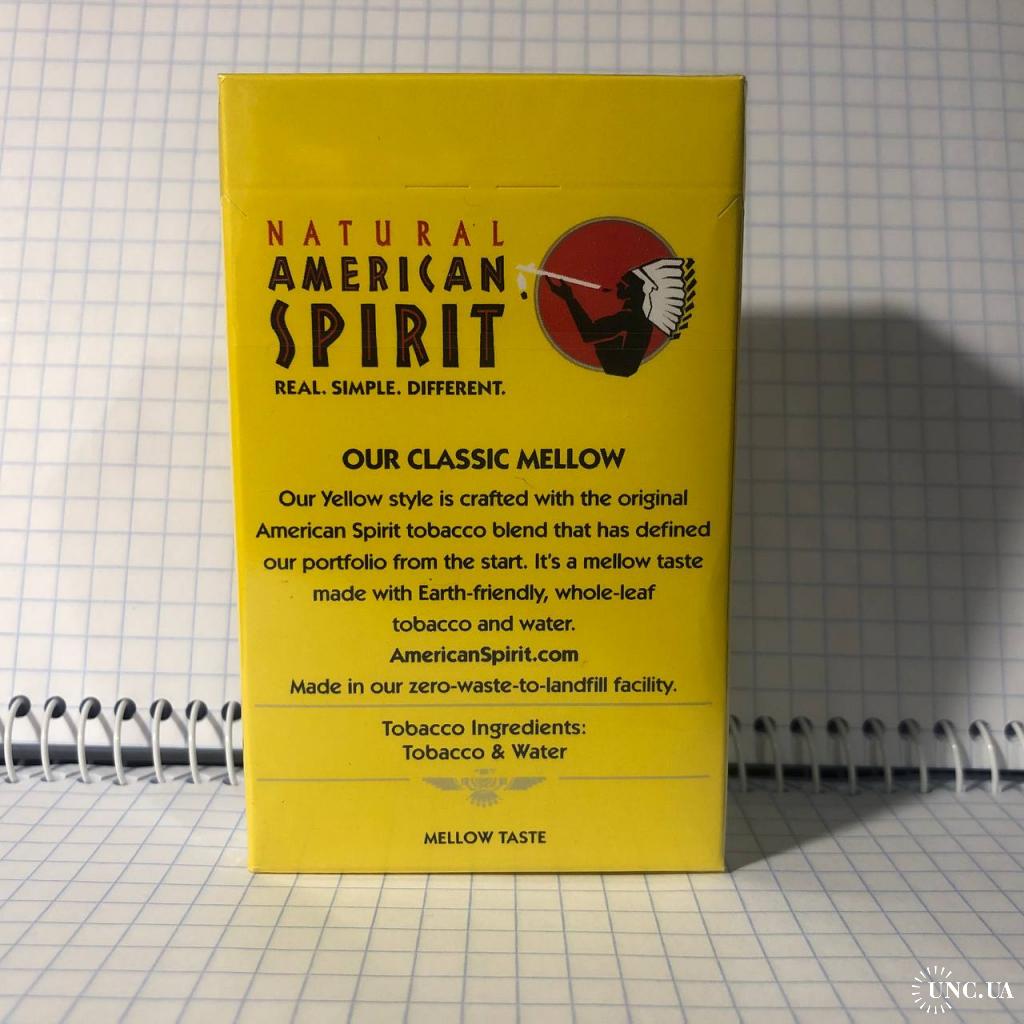 NATURAL
AMERICAN
SPIRIT
REAL. SIMPLE. DIFFERENT.
OUR CLASSIC MELLOW
Our Yellow style is crafted with the original
American Spirit tobacco blend that has defined
our portfolio from the start. It's a mellow taste
made with Earth-friendly, whole-leaf
tobacco and water.
AmericanSpirit.com
Made in our zero-waste-to-landfill facility.
Tobacco Ingredients:
Tobacco & Water
MELLOW TASTE
UNC.UA